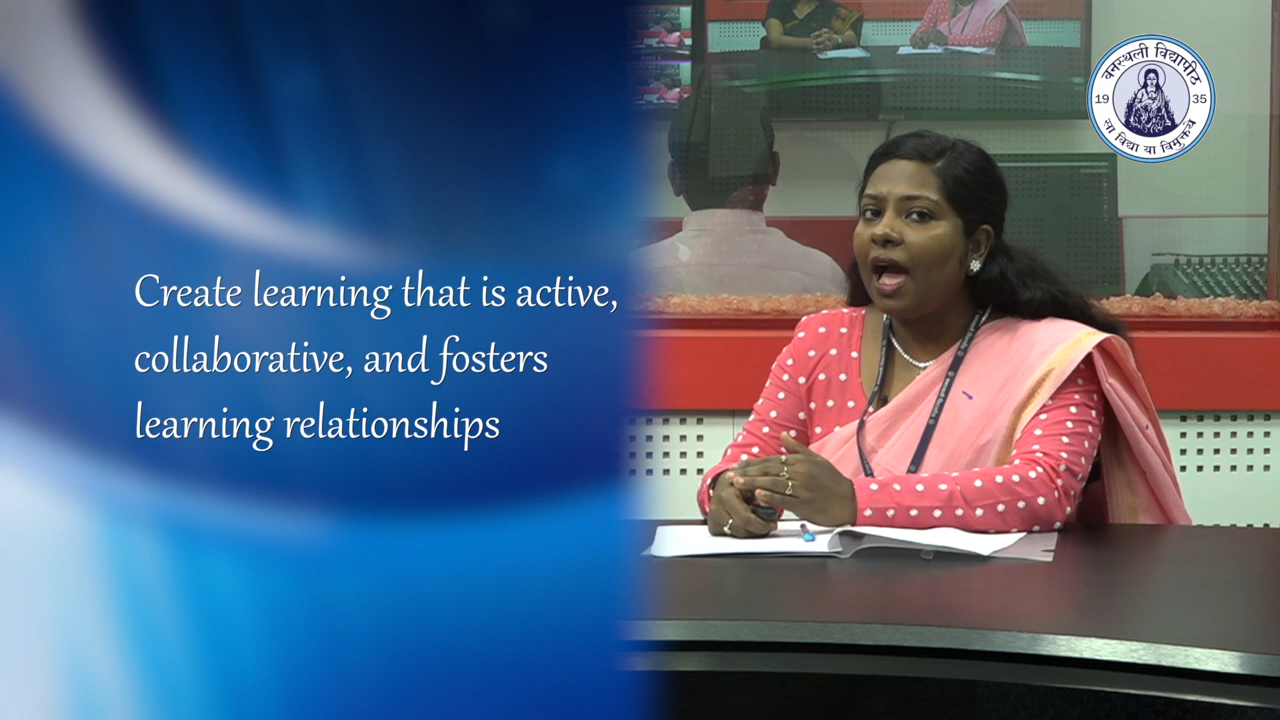 Create learning that is active,
collaborative, and fosters
learning relationships
वनस्थली विद्यापीठ
19 35
सा विद्या या विमुक्तये